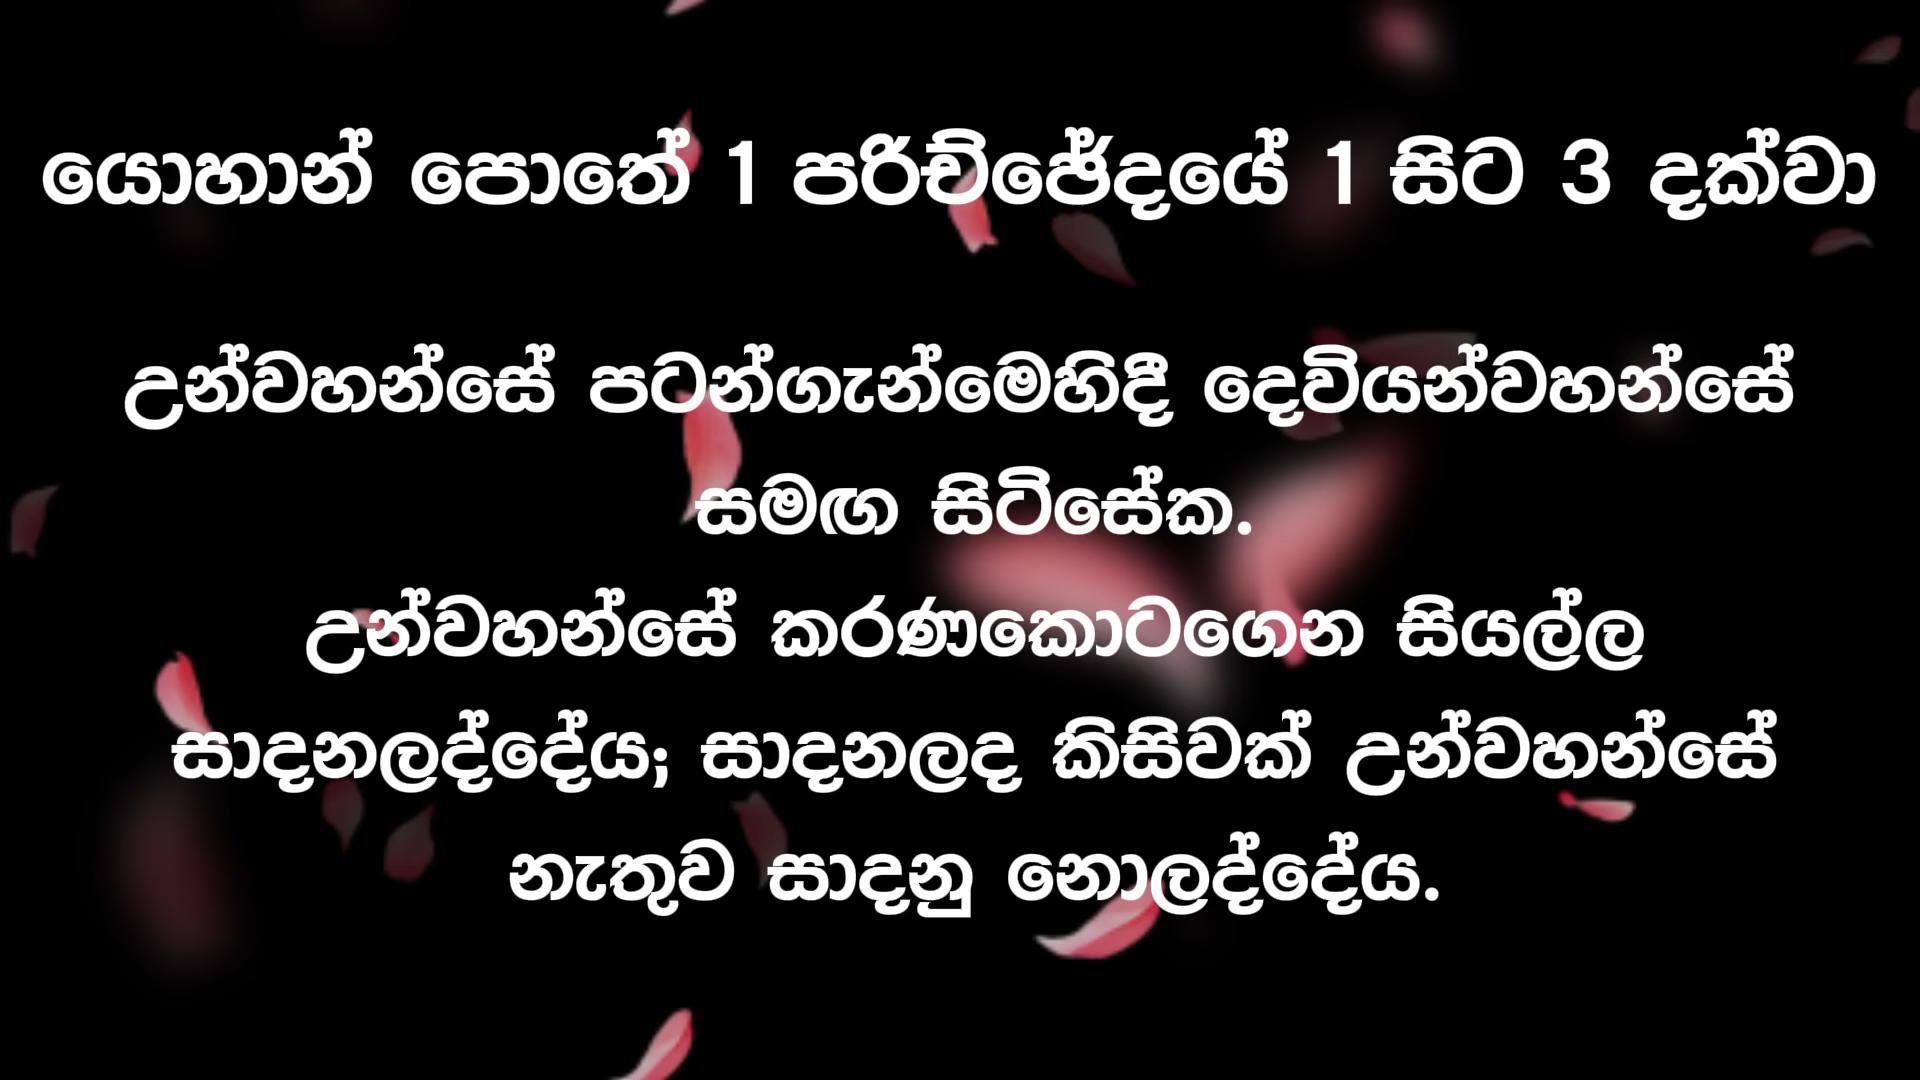 යොහාන් පොතේ 1 පරිච්ඡේදයේ 1 සිට 3 දක්වා
උන්වහන්සේ පටන්ගැන්මෙහිදී දෙවියන්වහන්සේ
සමඟ සිටිසේක.
උන්වහන්සේ කරණකොටගෙන සියල්ල
සාදනලද්දේය; සාදනලද කිසිවක් උන්වහන්සේ
නැතුව සාදනු නොලද්දේය.